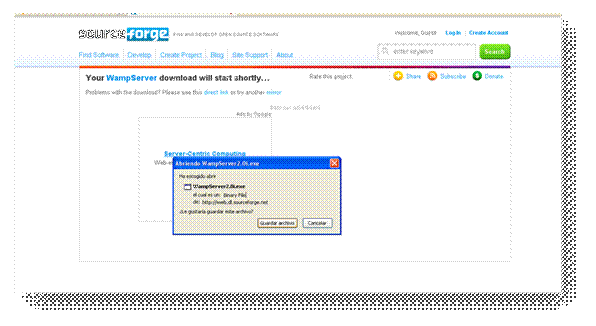 sourceforge FIND AND DEVELOP OPEN SOURCE SOFTWARE
Welcome, Guest! Log In Create Account
Find Software Develop Create Project Blog Site Support About
enter keyword Search
Your WampServer download will start shortly...
Rate this project:
Share Subscribe Donate
Problems with the download? Please use this direct link or try another mirror
Ads by Google
Server-Centric Computing
Abriendo WampServer2.0i.exe
Ha escogido abrir
WampServer2.0i.exe
el cual es un: Binary File
de: http://web.dl.sourceforge.net
¿Le gustaría guardar este archivo?
Guardar archivo Cancelar